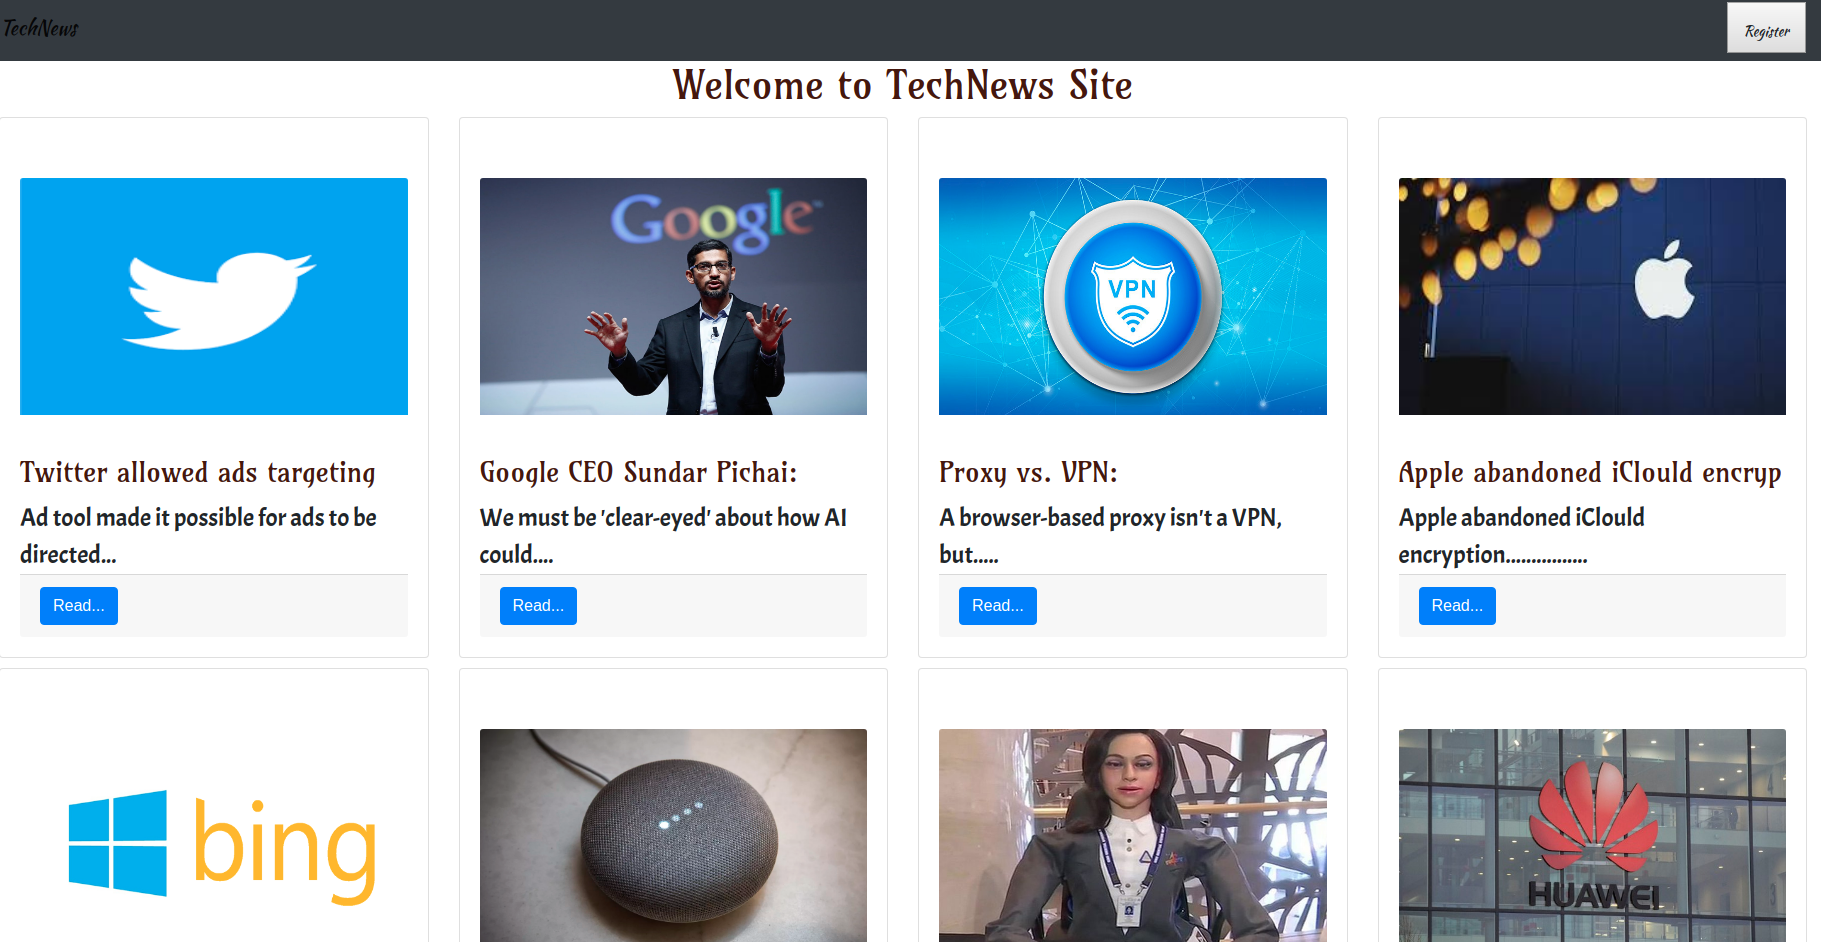 TechNews
Register
Welcome to TechNews Site
Google
VPN
Twitter allowed ads targeting
Google CEO Sundar Pichai:
Proxy vs. VPN:
Apple abandoned iClould encryp
Ad tool made it possible for ads to be
directed...
We must be 'clear-eyed' about how AI
could....
A browser-based proxy isn't a VPN,
but.....
Apple abandoned iClould
encryption................
Read...
Read...
Read...
Read...
bing
HUAWEI